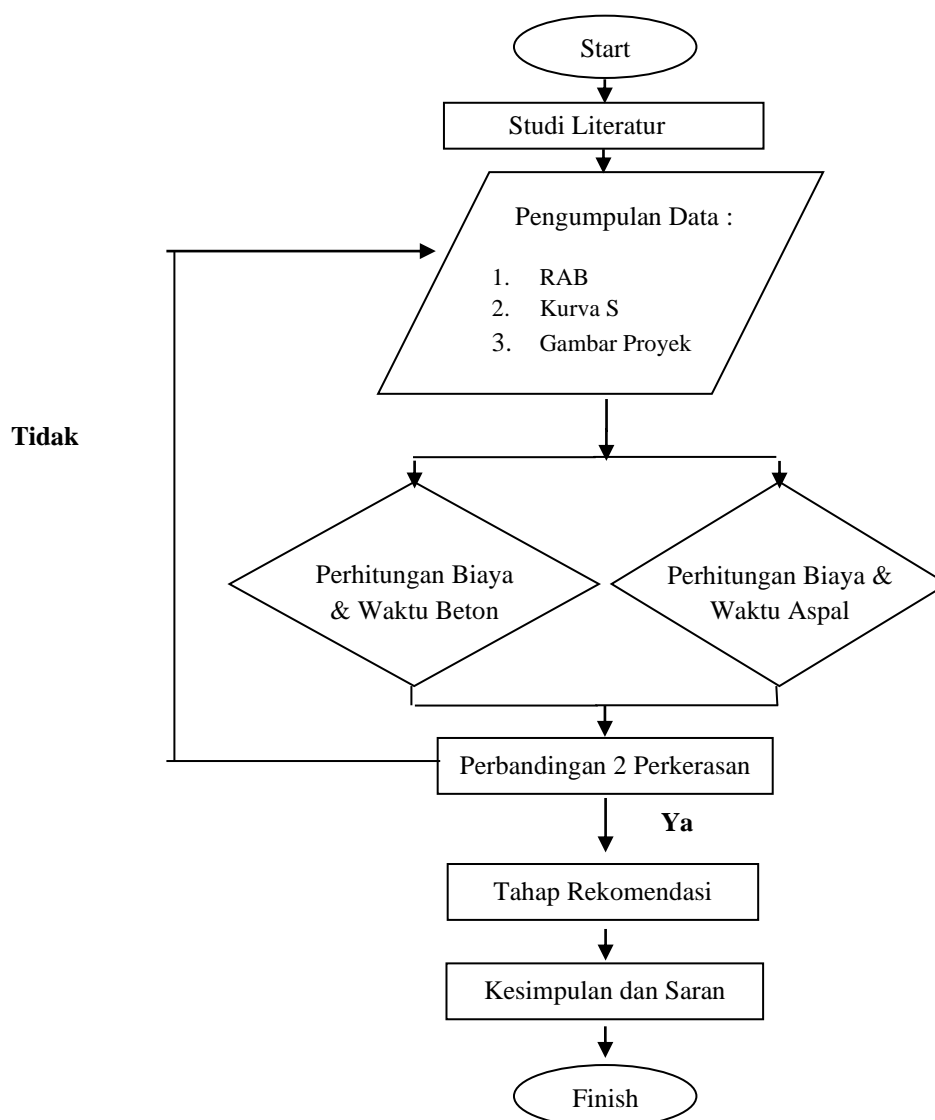 Start
Studi Literatur
Pengumpulan Data :
1. RAB
2. Kurva S
3. Gambar Proyek
Tidak
Perhitungan Biaya
& Waktu Beton
Perhitungan Biaya &
Waktu Aspal
Perbandingan 2 Perkerasan
Ya
Tahap Rekomendasi
Kesimpulan dan Saran
Finish